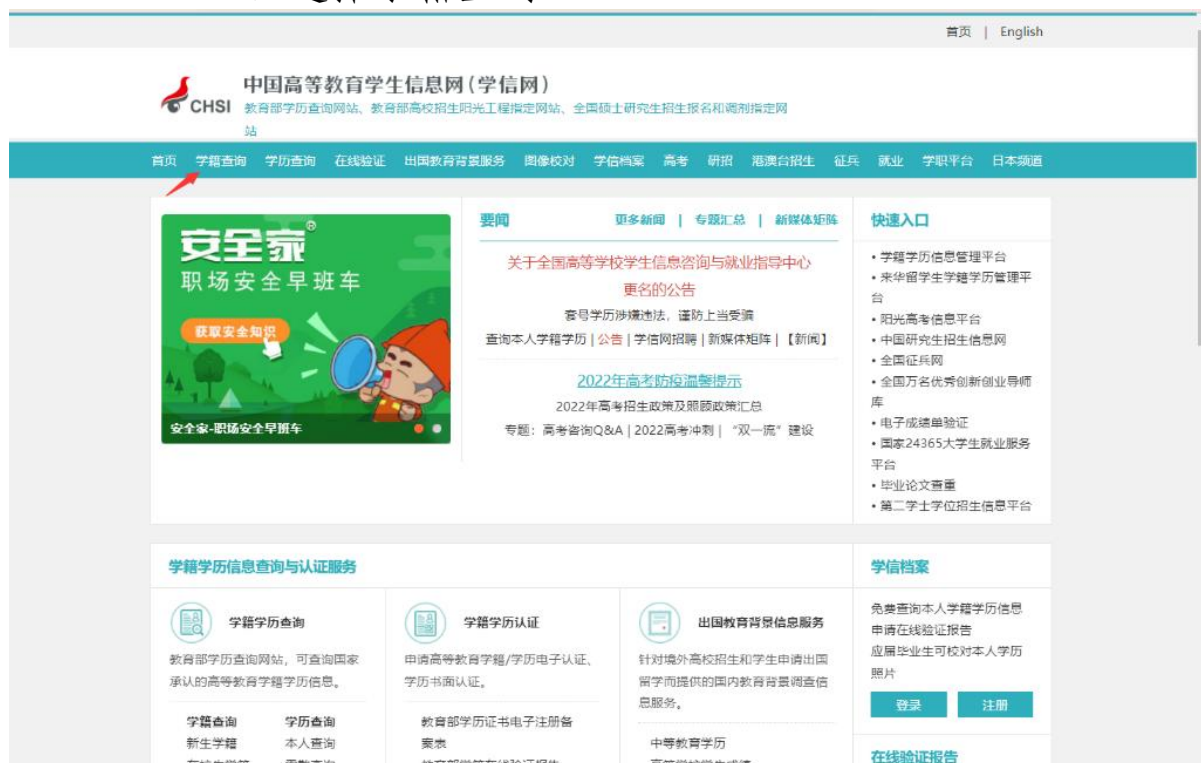 首页 | English
中国高等教育学生信息网(学信网)
CHSI 教育部学历查询网站、教育部高校招生阳光工程指定网站、全国硕士研究生招生报名和调剂指定网
站
首页 学籍查询 学历查询 在线验证 出国教育背景服务 图像校对 学信档案 高考 研招 港澳台招生 征兵 就业 学职平台 日本频道
安全家®
职场安全早班车
获取安全知识
安全家·职场安全早班车
要闻 更多新闻 | 专题汇总 | 新媒体矩阵
关于全国高等学校学生信息咨询与就业指导中心
更名的公告
套号学历涉嫌违法，谨防上当受骗
查询本人学籍学历 | 公告 | 学信网招聘 | 新媒体矩阵 | 【新闻】
2022年高考防疫温馨提示
2022年高考招生政策及照顾政策汇总
专题：高考咨询Q&A | 2022高考冲刺 | “双一流”建设
快速入口
• 学籍学历信息管理平台
• 来华留学生学籍学历管理平
台
• 阳光高考信息平台
• 中国研究生招生信息网
• 全国征兵网
• 全国万名优秀创新创业导师
库
• 电子成绩单验证
• 国家24365大学生就业服务
平台
• 毕业论文查重
• 第二学士学位招生信息平台
学籍学历信息查询与认证服务
学籍学历查询
教育部学历查询网站，可查询国家
承认的高等教育学籍学历信息。
学籍查询 学历查询
新生学籍 本人查询
学籍学历认证
申请高等教育学籍/学历电子认证、
学历书面认证。
教育部学历证书电子注册备
案表
出国教育背景信息服务
针对境外高校招生和学生申请出国
留学而提供的国内教育背景调查信
息服务。
中等教育学历
学信档案
免费查询本人学籍学历信息
申请在线验证报告
应届毕业生可校对本人学历
照片
登录 注册
在线验证报告